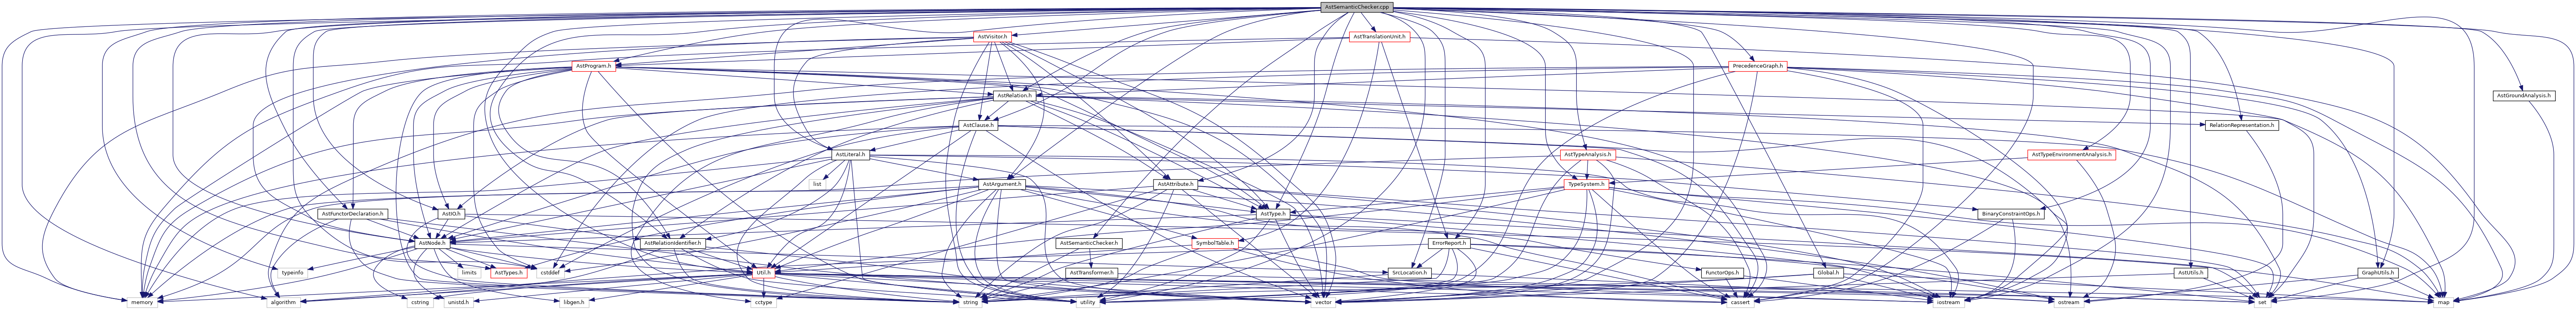 AstSemanticChecker.cpp
AstVisitor.h
AstTranslationUnit.h
AstProgram.h
PrecedenceGraph.h
AstRelation.h
AstGroundAnalysis.h
AstClause.h
RelationRepresentation.h
AstLiteral.h
AstTypeAnalysis.h
AstTypeEnvironmentAnalysis.h
list
AstArgument.h
AstAttribute.h
TypeSystem.h
AstFunctorDeclaration.h
AstIO.h
AstType.h
BinaryConstraintOps.h
AstNode.h
AstRelationIdentifier.h
AstSemanticChecker.h
SymbolTable.h
ErrorReport.h
typeinfo
limits
AstTypes.h
cstddef
Util.h
AstTransformer.h
SrcLocation.h
FunctorOps.h
Global.h
AstUtils.h
GraphUtils.h
memory
algorithm
cstring
unistd.h
libgen.h
cctype
string
utility
vector
cassert
iostream
ostream
set
map